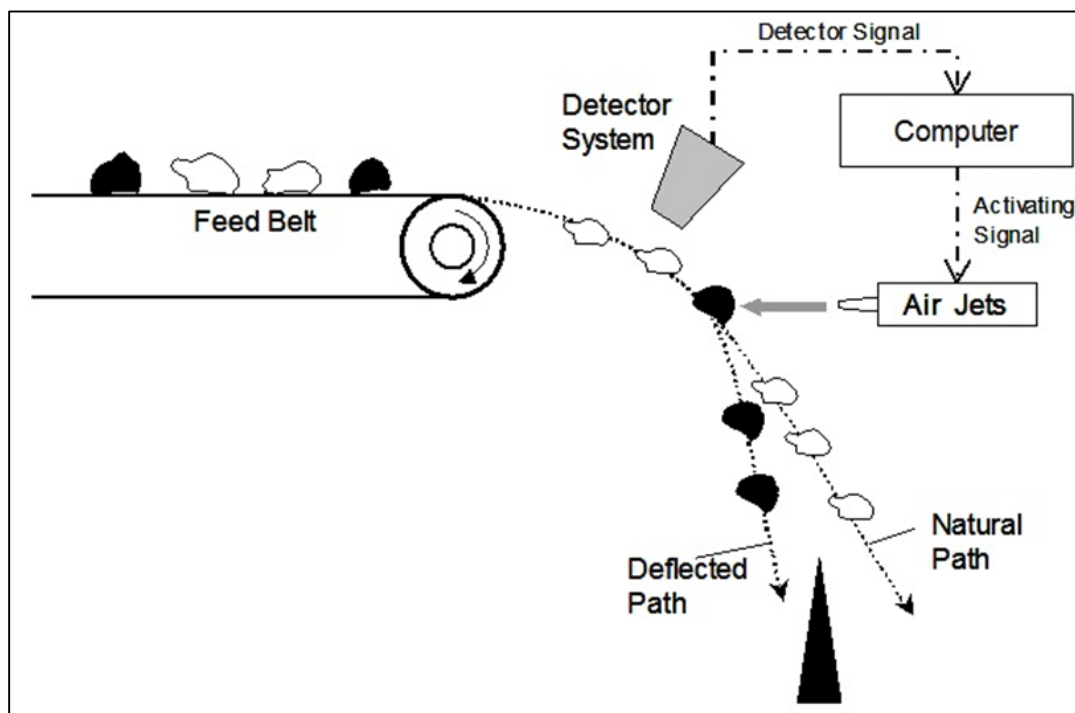 Detector Signal
Detector
System
Computer
Feed Belt
Activating
Signal
Air Jets
Natural
Path
Deflected
Path